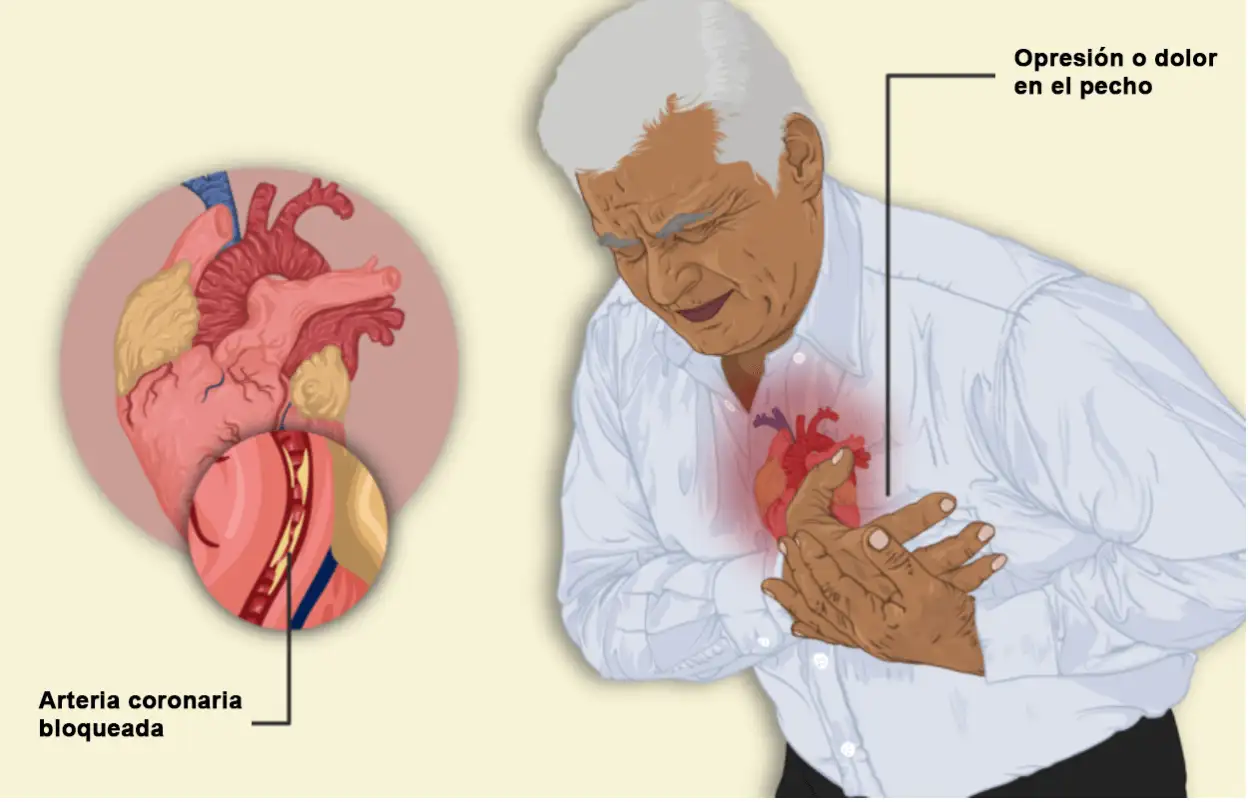 Opresión o dolor
en el pecho
Arteria coronaria
bloqueada